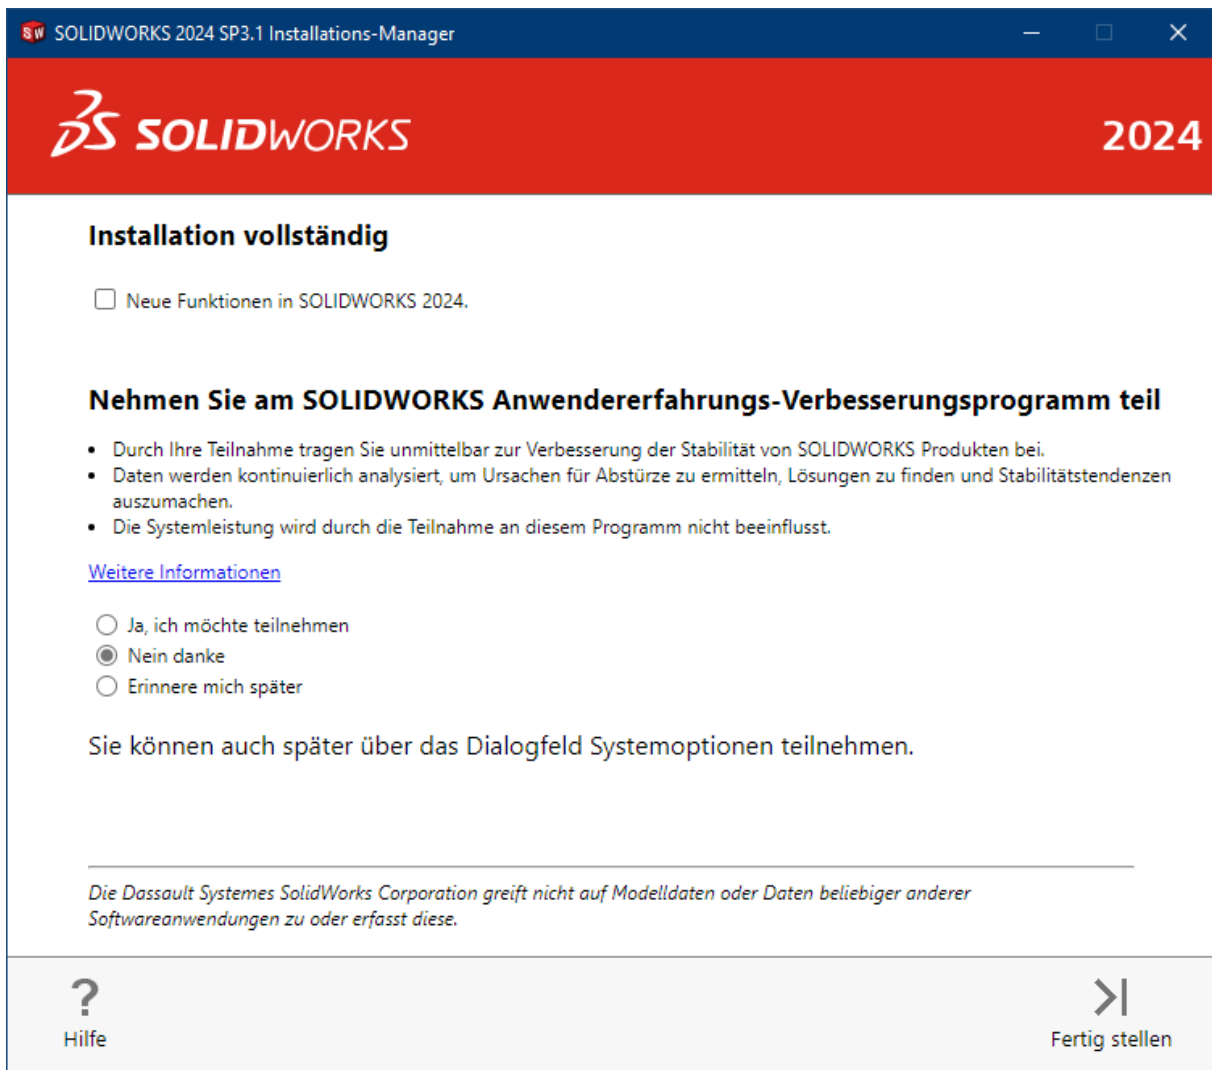 SW SOLIDWORKS 2024 SP3.1 Installations-Manager
3S SOLIDWORKS 2024
Installation vollständig
Neue Funktionen in SOLIDWORKS 2024.
Nehmen Sie am SOLIDWORKS Anwendererfahrungs-Verbesserungsprogramm teil
• Durch Ihre Teilnahme tragen Sie unmittelbar zur Verbesserung der Stabilität von SOLIDWORKS Produkten bei.
• Daten werden kontinuierlich analysiert, um Ursachen für Abstürze zu ermitteln, Lösungen zu finden und Stabilitätstendenzen
auszumachen.
• Die Systemleistung wird durch die Teilnahme an diesem Programm nicht beeinflusst.
Weitere Informationen
Ja, ich möchte teilnehmen
Nein danke
Erinnere mich später
Sie können auch später über das Dialogfeld Systemoptionen teilnehmen.
Die Dassault Systemes SolidWorks Corporation greift nicht auf Modelldaten oder Daten beliebiger anderer
Softwareanwendungen zu oder erfasst diese.
?
Hilfe
Fertig stellen